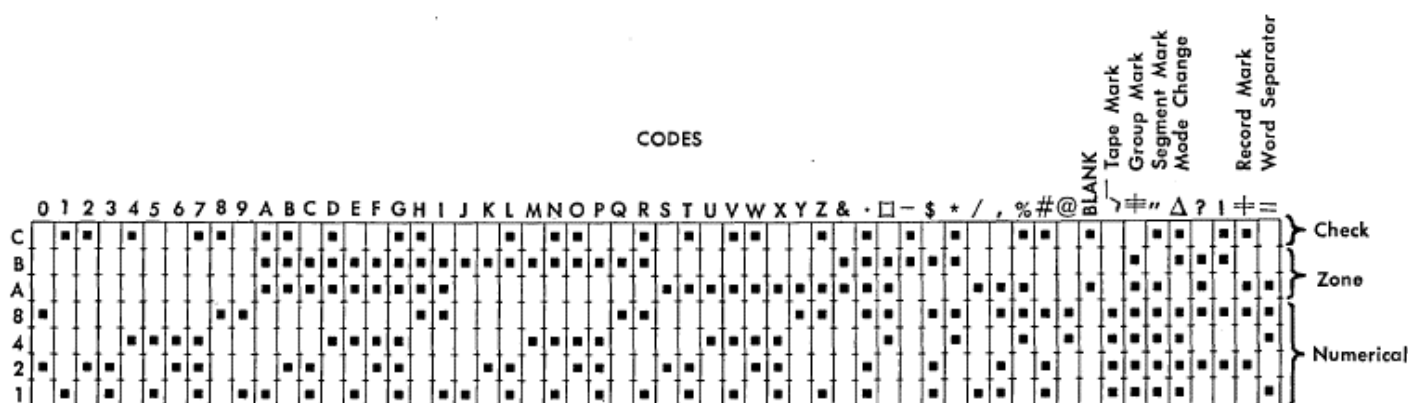 CODES
Tape Mark
Group Mark
Segment Mark
Mode Change
Record Mark
Word Separator
0 1 2 3 4 5 6 7 8 9 A B C D E F G H I J K L M N O P Q R S T U V W X Y Z & · ⌑ - $ * / , % # @ BLANK ⧧ " Δ ? ! ǂ =
C
Check
B
A
Zone
8
4
2
Numerical
1